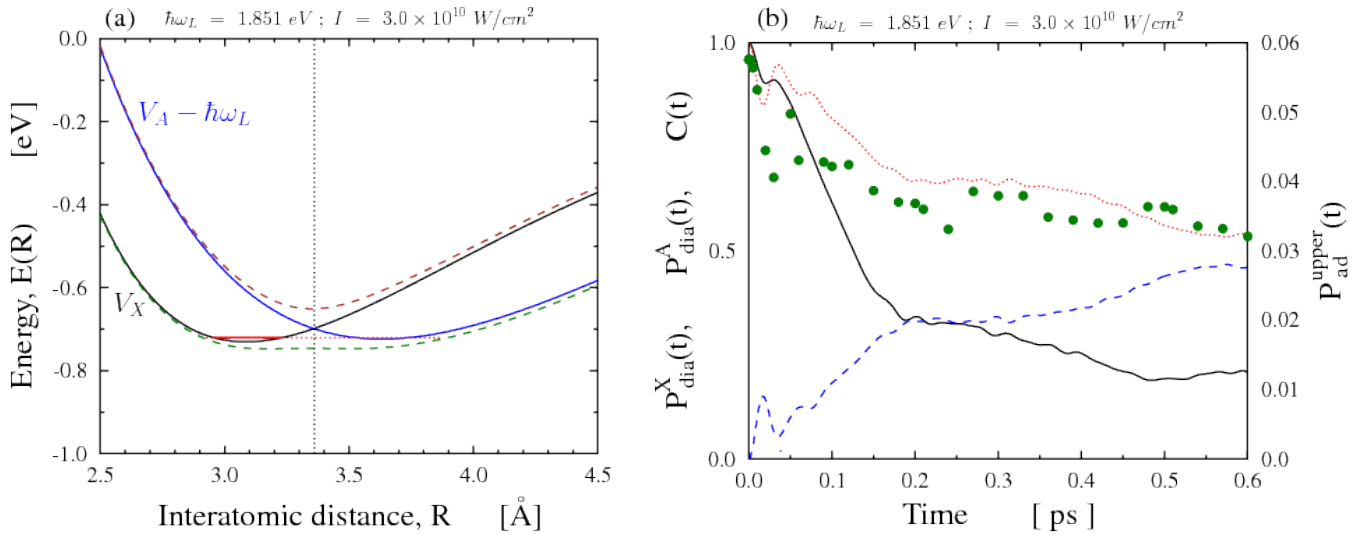 (a) ħω_L = 1.851 eV ; I = 3.0 × 10^10 W/cm^2
0.0
-0.2
-0.4
-0.6
-0.8
-1.0
Energy, E(R) [eV]
V_A − ħω_L
V_X
2.5 3.0 3.5 4.0 4.5
Interatomic distance, R [Å]
(b) ħω_L = 1.851 eV ; I = 3.0 × 10^10 W/cm^2
1.0
0.5
0.0
P_dia^X(t), P_dia^A(t), C(t)
0.06
0.05
0.04
0.03
0.02
0.01
0.0
P_ad^upper(t)
0.0 0.1 0.2 0.3 0.4 0.5 0.6
Time [ ps ]